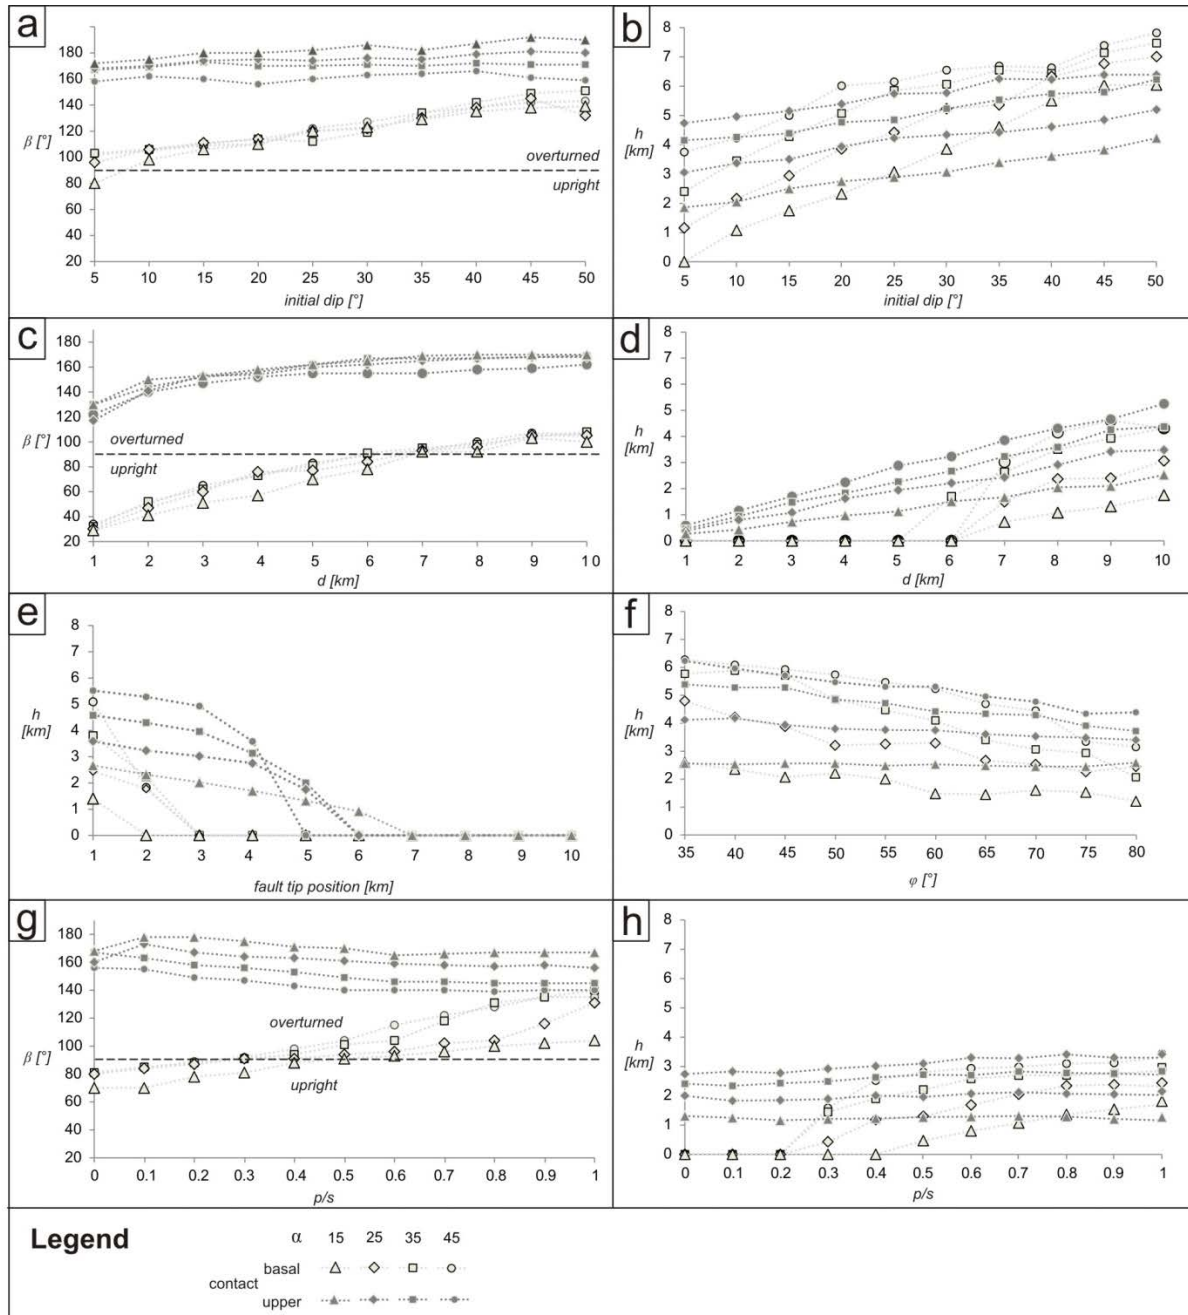 a
180
160
140
120
β [°]
100
80
60
40
20
overturned
upright
5 10 15 20 25 30 35 40 45 50
initial dip [°]
b
8
7
6
5
h
[km]
4
3
2
1
0
5 10 15 20 25 30 35 40 45 50
initial dip [°]
c
180
160
140
120
β [°]
100
80
60
40
20
overturned
upright
1 2 3 4 5 6 7 8 9 10
d [km]
d
8
7
6
5
h
[km]
4
3
2
1
0
1 2 3 4 5 6 7 8 9 10
d [km]
e
8
7
6
5
h
[km]
4
3
2
1
0
1 2 3 4 5 6 7 8 9 10
fault tip position [km]
f
8
7
6
5
h
[km]
4
3
2
1
0
35 40 45 50 55 60 65 70 75 80
φ [°]
g
180
160
140
120
β [°]
100
80
60
40
20
overturned
upright
0 0.1 0.2 0.3 0.4 0.5 0.6 0.7 0.8 0.9 1
p/s
h
8
7
6
5
h
[km]
4
3
2
1
0
0 0.1 0.2 0.3 0.4 0.5 0.6 0.7 0.8 0.9 1
p/s
Legend
α 15 25 35 45
basal
contact
upper